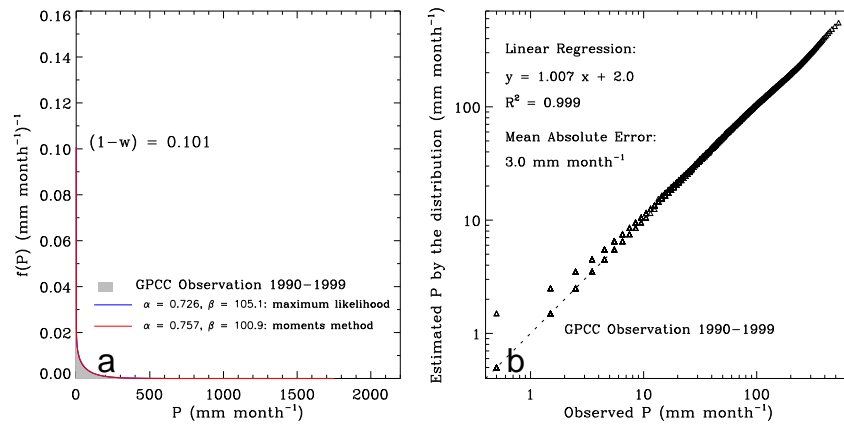 0.16
0.14
0.12
0.10
0.08
0.06
0.04
0.02
0.00
f(P) (mm month⁻¹)⁻¹
(1−w) = 0.101
GPCC Observation 1990−1999
α = 0.726, β = 105.1: maximum likelihood
α = 0.757, β = 100.9: moments method
a
0 500 1000 1500 2000
P (mm month⁻¹)
Estimated P by the distribution (mm month⁻¹)
100
10
1
Linear Regression:
y = 1.007 x + 2.0
R² = 0.999
Mean Absolute Error:
3.0 mm month⁻¹
GPCC Observation 1990−1999
b
1 10 100
Observed P (mm month⁻¹)